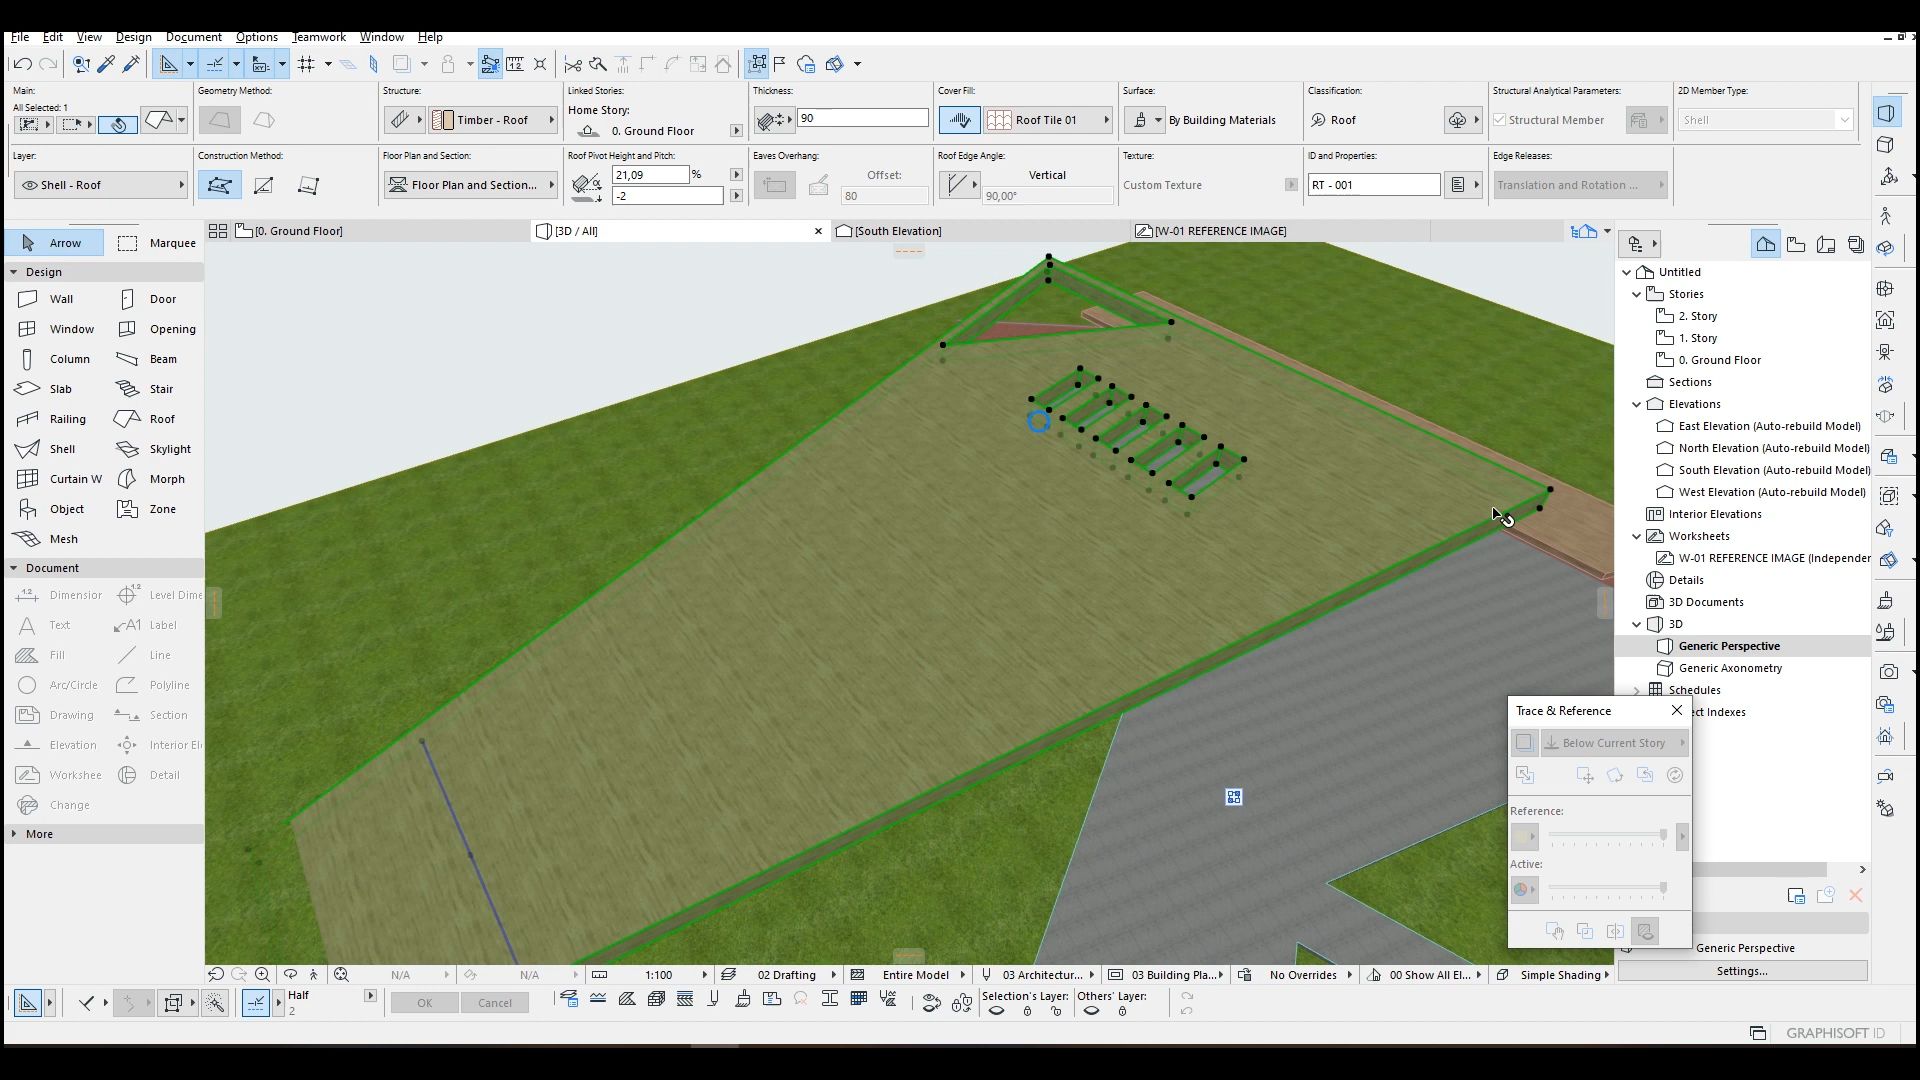 File Edit View Design Document Options Teamwork Window Help
Main:
All Selected: 1
Geometry Method:
Structure:
Timber - Roof
Linked Stories:
Home Story:
0. Ground Floor
Thickness:
90
Cover Fill:
Roof Tile 01
Surface:
By Building Materials
Classification:
Roof
Structural Analytical Parameters:
Structural Member
2D Member Type:
Shell
Layer:
Shell - Roof
Construction Method:
Floor Plan and Section:
Floor Plan and Section...
Roof Pivot Height and Pitch:
21,09 %
-2
Eaves Overhang:
Offset:
80
Roof Edge Angle:
Vertical
90,00°
Texture:
Custom Texture
ID and Properties:
RT - 001
Edge Releases:
Translation and Rotation ...
[0. Ground Floor]
[3D / All]
[South Elevation]
[W-01 REFERENCE IMAGE]
Arrow Marquee
Design
Wall Door
Window Opening
Column Beam
Slab Stair
Railing Roof
Shell Skylight
Curtain W Morph
Object Zone
Mesh
Document
Dimension Level Dime
Text Label
Fill Line
Arc/Circle Polyline
Drawing Section
Elevation Interior El
Workshee Detail
Change
More
Untitled
Stories
2. Story
1. Story
0. Ground Floor
Sections
Elevations
East Elevation (Auto-rebuild Model)
North Elevation (Auto-rebuild Model)
South Elevation (Auto-rebuild Model)
West Elevation (Auto-rebuild Model)
Interior Elevations
Worksheets
W-01 REFERENCE IMAGE (Independer
Details
3D Documents
3D
Generic Perspective
Generic Axonometry
Schedules
ect Indexes
Trace & Reference
Below Current Story
Reference:
Active:
Generic Perspective
Settings...
N/A
N/A
1:100
02 Drafting
Entire Model
03 Architectur...
03 Building Pla...
No Overrides
00 Show All El...
Simple Shading
Half
2
OK
Cancel
Selection's Layer:
Others' Layer:
GRAPHISOFT ID